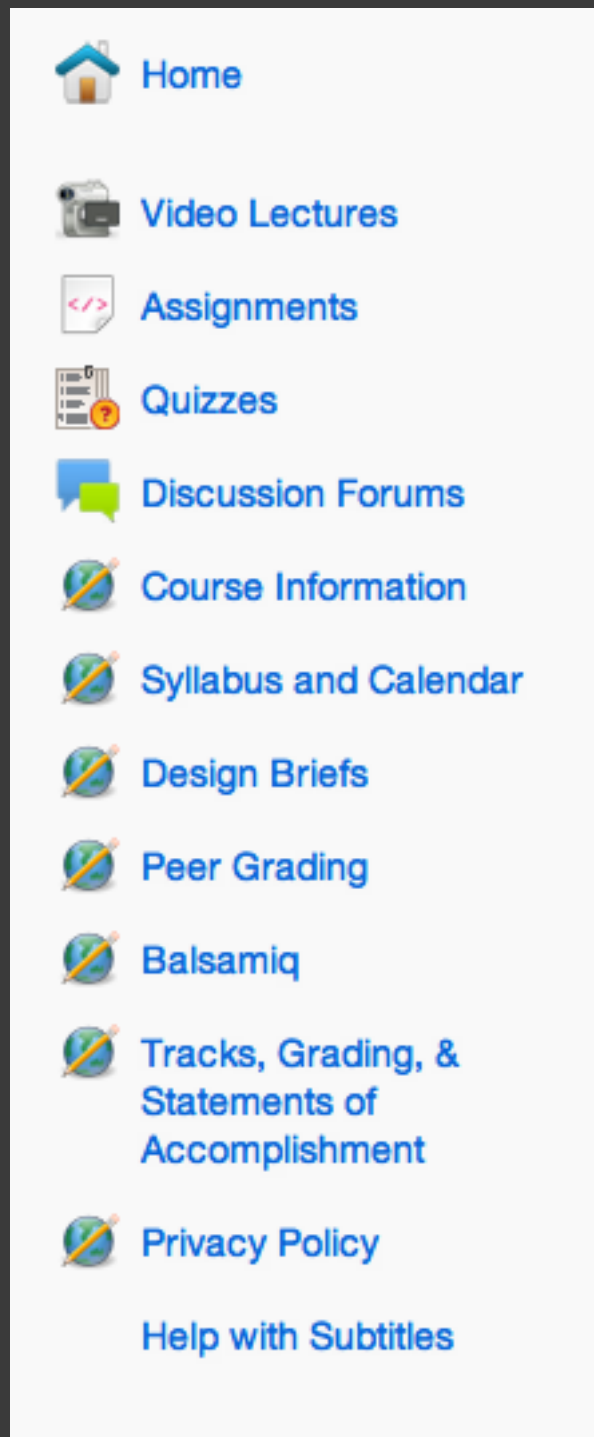 Home
Video Lectures
</>
Assignments
?
Quizzes
Discussion Forums
Course Information
Syllabus and Calendar
Design Briefs
Peer Grading
Balsamiq
Tracks, Grading, &
Statements of
Accomplishment
Privacy Policy
Help with Subtitles